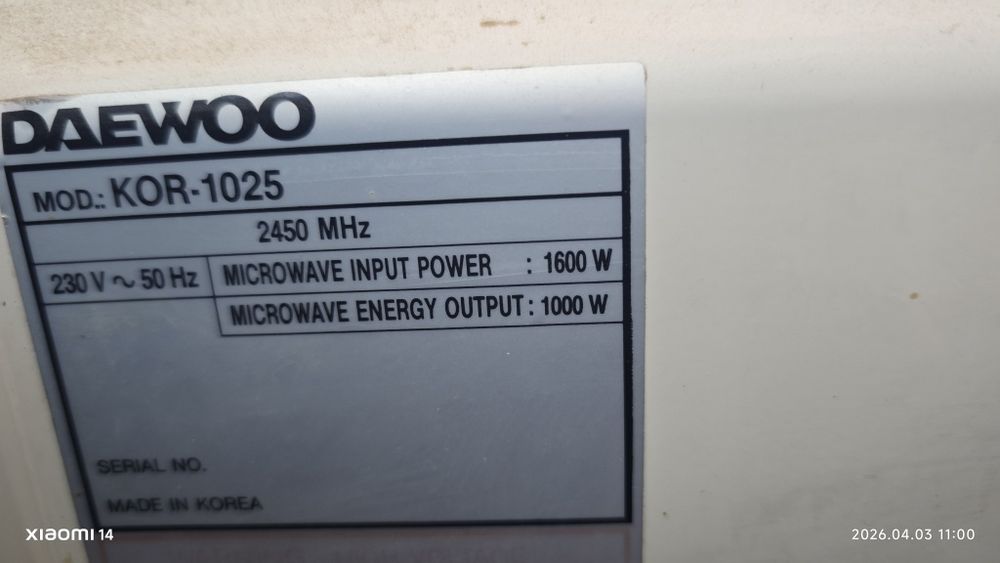 DAEWOO
MOD.: KOR-1025
2450 MHz
230 V ~ 50 Hz
MICROWAVE INPUT POWER : 1600 W
MICROWAVE ENERGY OUTPUT : 1000 W
SERIAL NO.
MADE IN KOREA
XIAOMI 14
2026.04.03 11:00